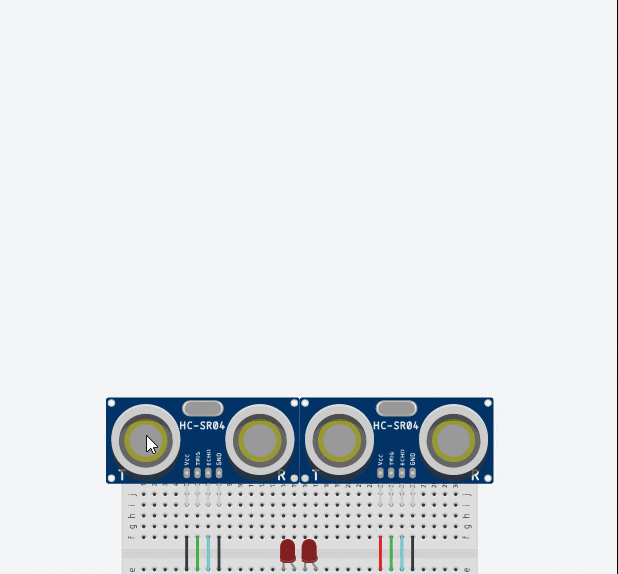 HC-SR04 HC-SR04
VCC TRIG ECHO GND VCC TRIG ECHO GND
T R T R
j j
i i
h h
g g
f f
e e